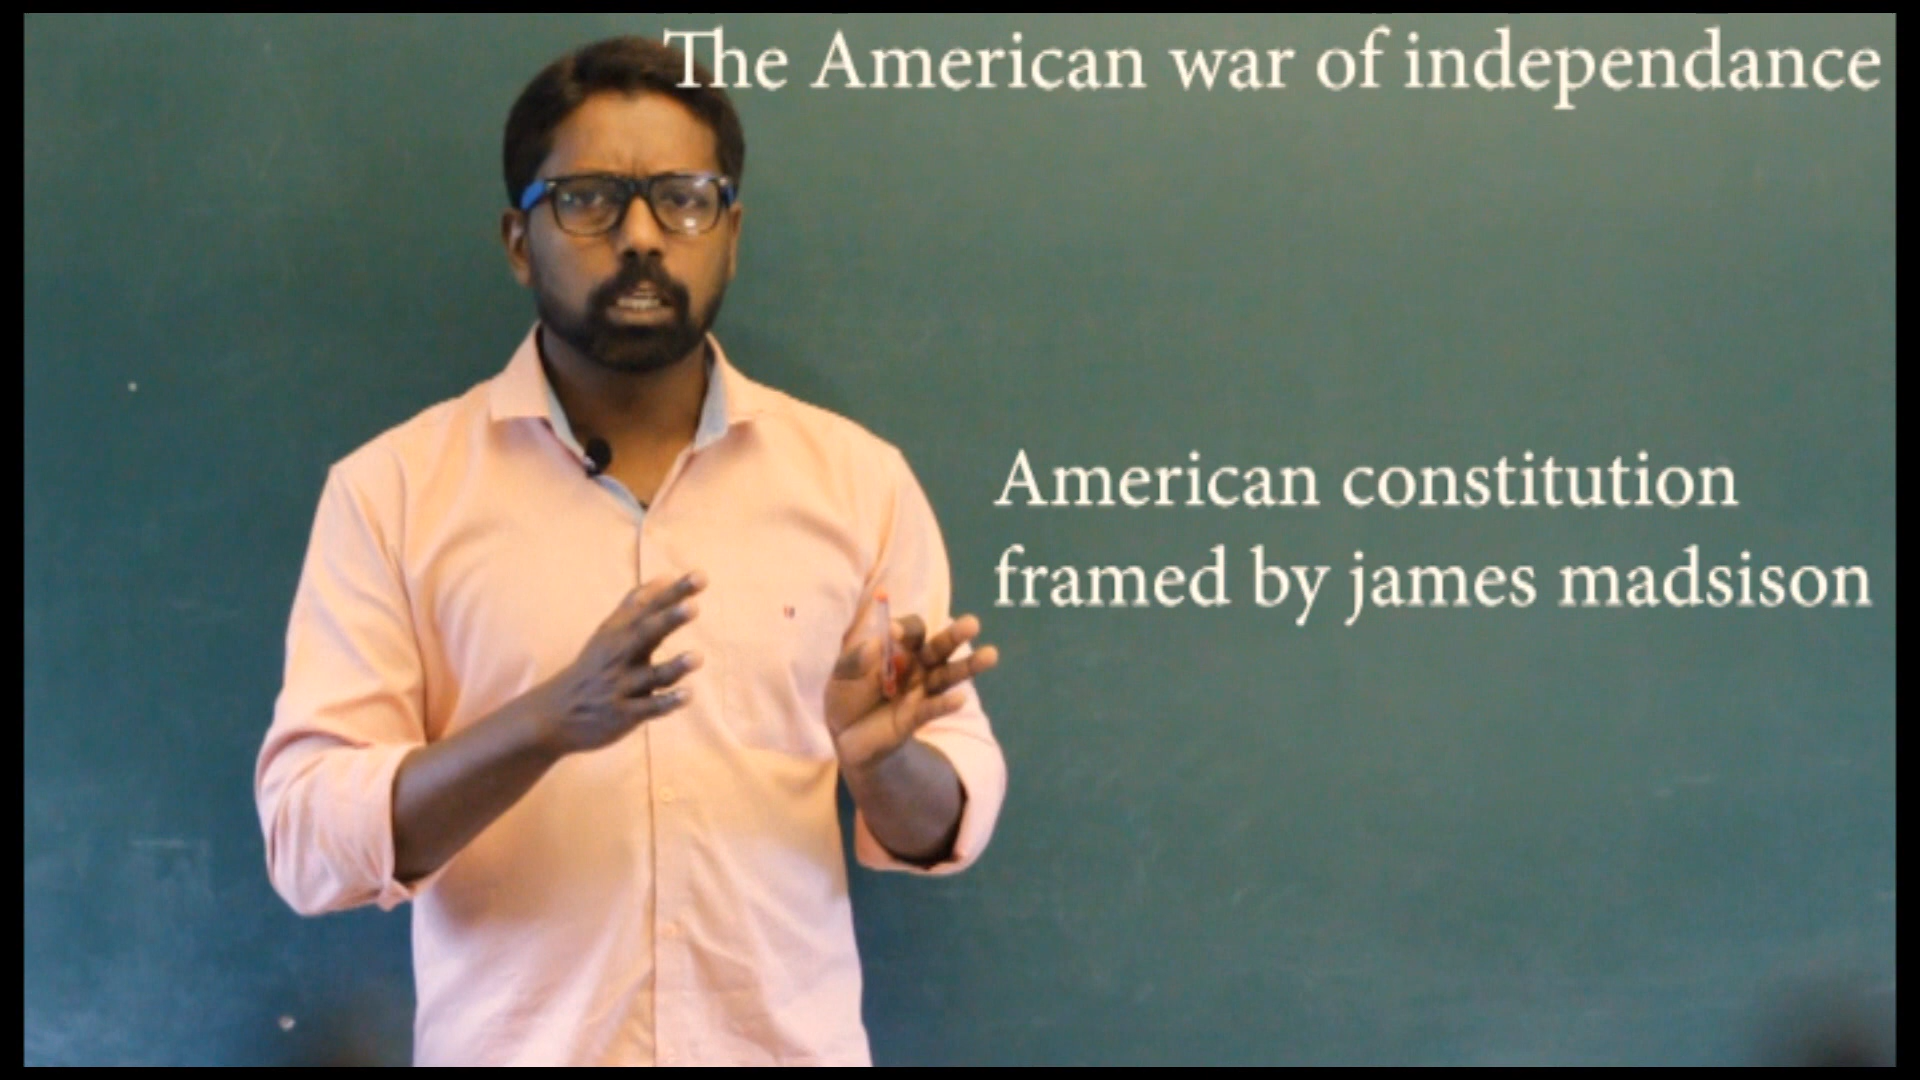 The American war of independance
American constitution
framed by james madsison